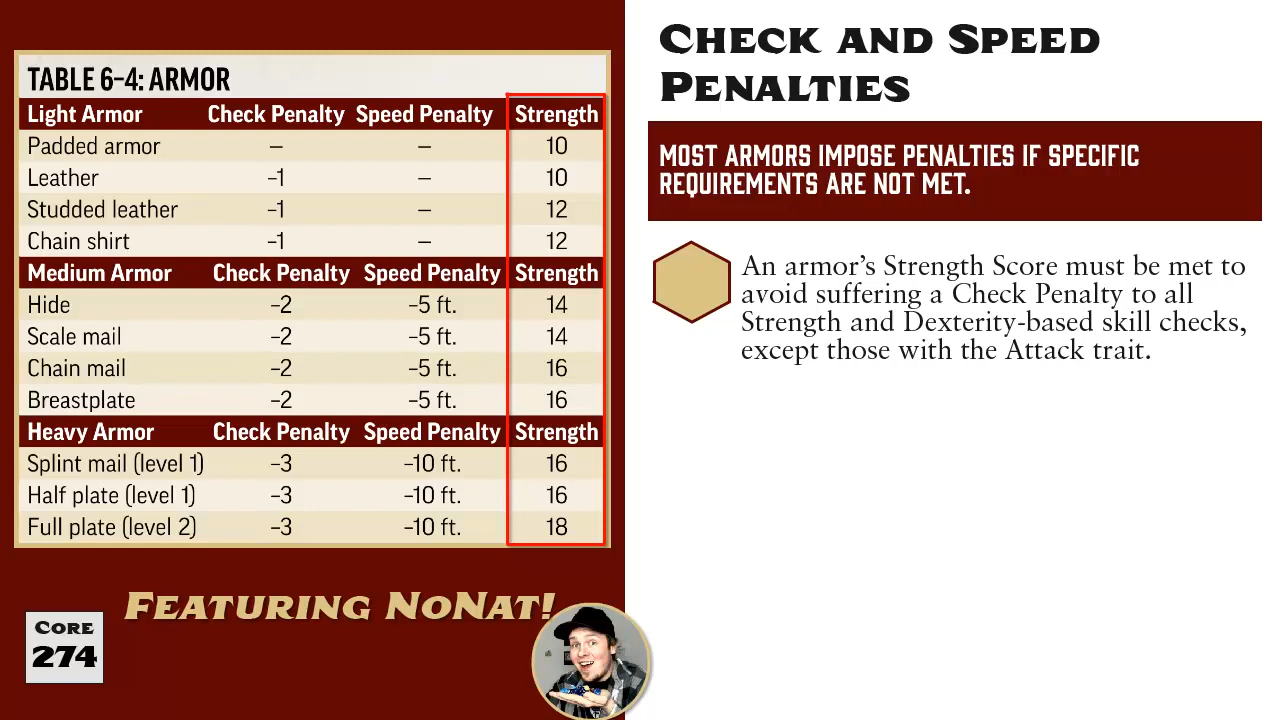 TABLE 6–4: ARMOR
Light Armor Check Penalty Speed Penalty Strength
Padded armor — — 10
Leather –1 — 10
Studded leather –1 — 12
Chain shirt –1 — 12
Medium Armor Check Penalty Speed Penalty Strength
Hide –2 –5 ft. 14
Scale mail –2 –5 ft. 14
Chain mail –2 –5 ft. 16
Breastplate –2 –5 ft. 16
Heavy Armor Check Penalty Speed Penalty Strength
Splint mail (level 1) –3 –10 ft. 16
Half plate (level 1) –3 –10 ft. 16
Full plate (level 2) –3 –10 ft. 18
FEATURING NONAT!
CORE
274
CHECK AND SPEED
PENALTIES
MOST ARMORS IMPOSE PENALTIES IF SPECIFIC
REQUIREMENTS ARE NOT MET.
An armor’s Strength Score must be met to
avoid suffering a Check Penalty to all
Strength and Dexterity-based skill checks,
except those with the Attack trait.